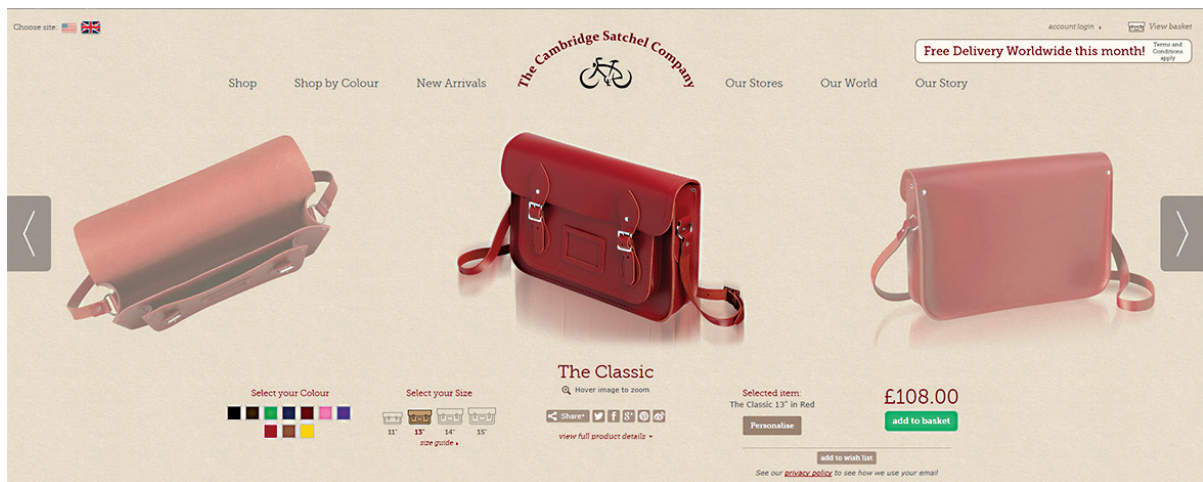 Choose site:
account login
View basket
Free Delivery Worldwide this month!
Terms and
Conditions
apply
The Cambridge Satchel Company
Shop
Shop by Colour
New Arrivals
Our Stores
Our World
Our Story
The Classic
Hover image to zoom
Select your Colour
Select your Size
11"
13"
14"
15"
size guide
Share
view full product details
Selected item:
The Classic 13" in Red
Personalise
£108.00
add to basket
add to wish list
See our privacy policy to see how we use your email